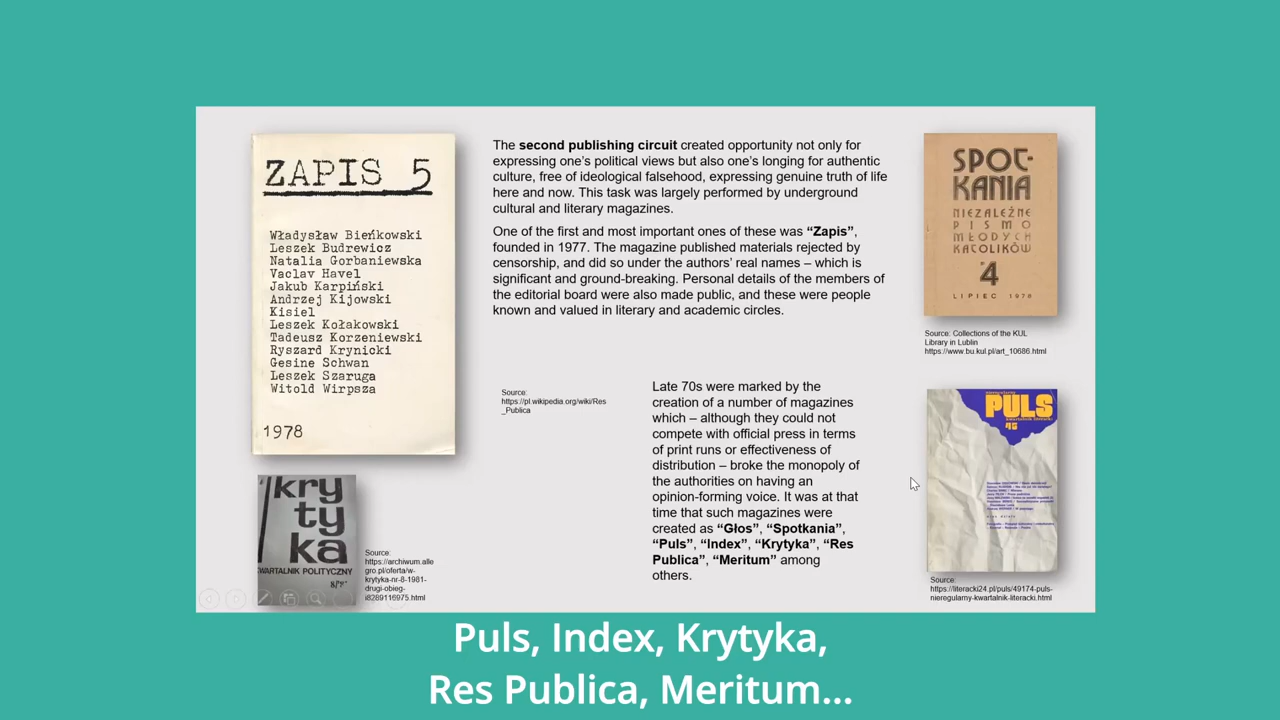 ZAPIS 5
Władysław Bieńkowski
Leszek Budrewicz
Natalia Gorbaniewska
Vaclav Havel
Jakub Karpiński
Andrzej Kijowski
Kisiel
Leszek Kołakowski
Tadeusz Korzeniewski
Ryszard Krynicki
Gesine Schwan
Leszek Szaruga
Witold Wirpsza
1978
The second publishing circuit created opportunity not only for
expressing one's political views but also one's longing for authentic
culture, free of ideological falsehood, expressing genuine truth of life
here and now. This task was largely performed by underground
cultural and literary magazines.
One of the first and most important ones of these was “Zapis”,
founded in 1977. The magazine published materials rejected by
censorship, and did so under the authors’ real names – which is
significant and ground-breaking. Personal details of the members of
the editorial board were also made public, and these were people
known and valued in literary and academic circles.
SPOT-
KANIA
NIEZALEŻNE
PISMO
MŁODYCH
KATOLIKÓW
4
LIPIEC 1978
Source: Collections of the KUL
Library in Lublin
https://www.bu.kul.pl/art_10686.html
Source:
https://pl.wikipedia.org/wiki/Res
_Publica
Late 70s were marked by the
creation of a number of magazines
which – although they could not
compete with official press in terms
of print runs or effectiveness of
distribution – broke the monopoly of
the authorities on having an
opinion-forming voice. It was at that
time that such magazines were
created as “Głos”, “Spotkania”,
“Puls”, “Index”, “Krytyka”, “Res
Publica”, “Meritum” among
others.
PULS
kry
ty
ka
KWARTALNIK POLITYCZNY
Source:
https://archiwum.alle
gro.pl/oferta/w-
krytyka-nr-8-1981-
drugi-obieg-
i8289116975.html
Source:
https://literacki24.pl/puls/49174-puls-
nieregularny-kwartalnik-literacki.html
Puls, Index, Krytyka,
Res Publica, Meritum...